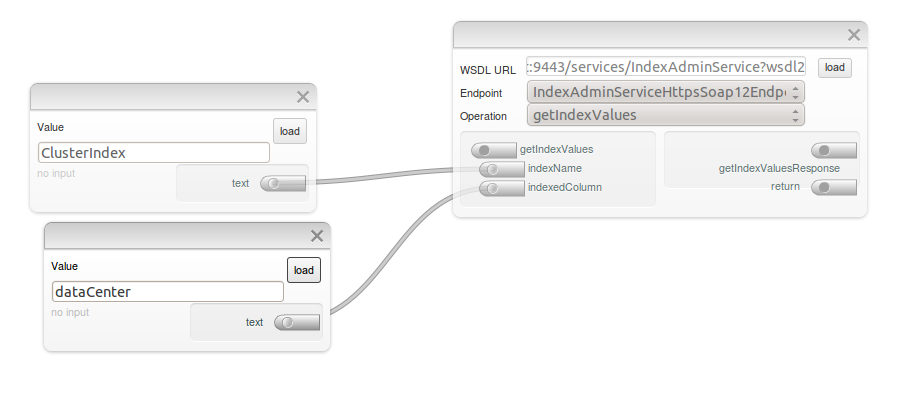 Value
load
ClusterIndex
no input
text
Value
load
dataCenter
no input
text
WSDL URL
:9443/services/IndexAdminService?wsdl2
load
Endpoint
IndexAdminServiceHttpsSoap12Endp
Operation
getIndexValues
getIndexValues
indexName
indexedColumn
getIndexValuesResponse
return